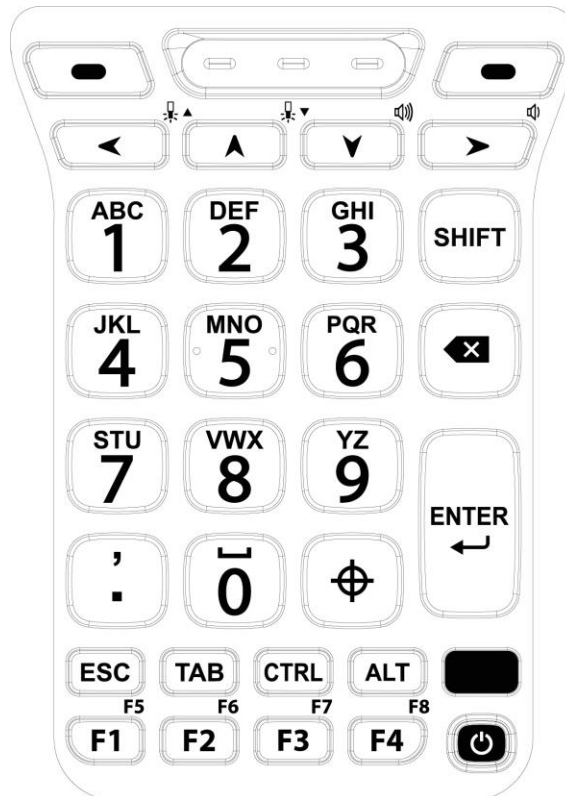 ABC DEF GHI
1 2 3 SHIFT
JKL MNO PQR
4 5 6
STU VWX YZ
7 8 9
ENTER
,
. 0
ESC TAB CTRL ALT
F5 F6 F7 F8
F1 F2 F3 F4